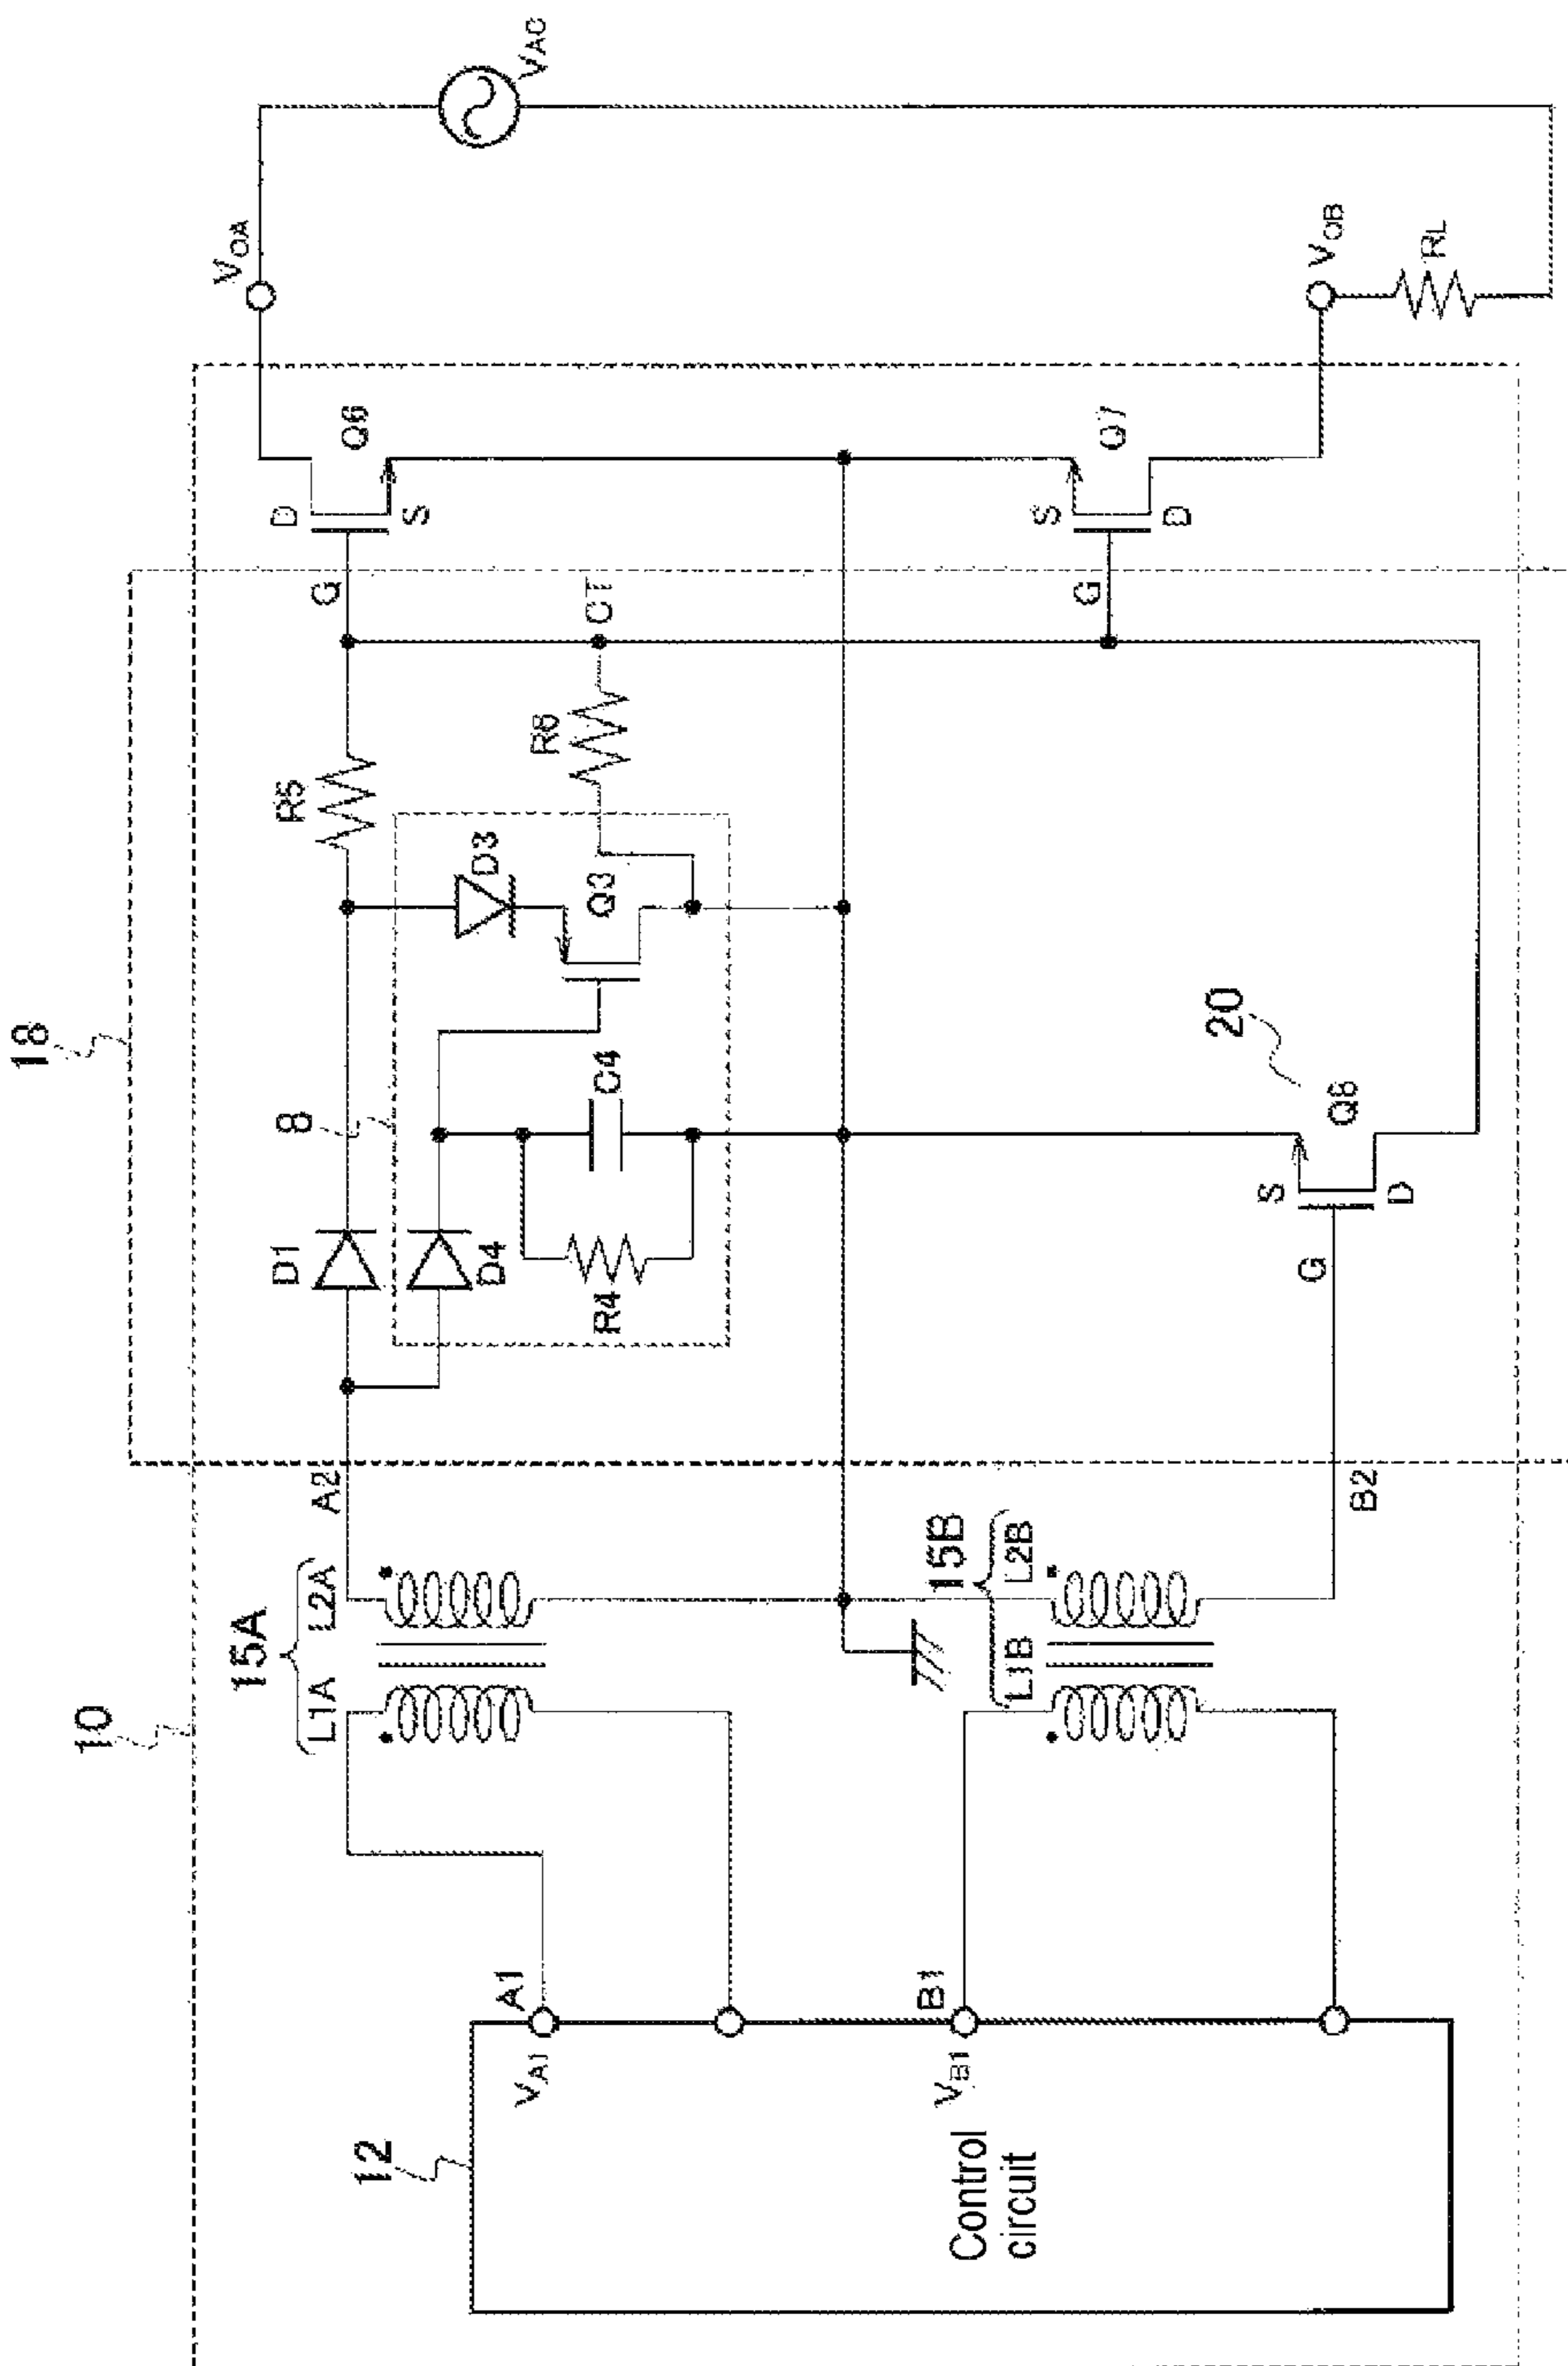 18
10
12
Control
circuit
VA1
A1
VB1
B1
15A
L1A
L2A
A2
15B
L1B
L2B
B2
8
D1
D4
R4
C4
D3
Q3
R5
R6
CT
G
D
S
Q6
G
S
D
Q7
G
S
D
Q8
20
VOA
VAC
VOB
RL